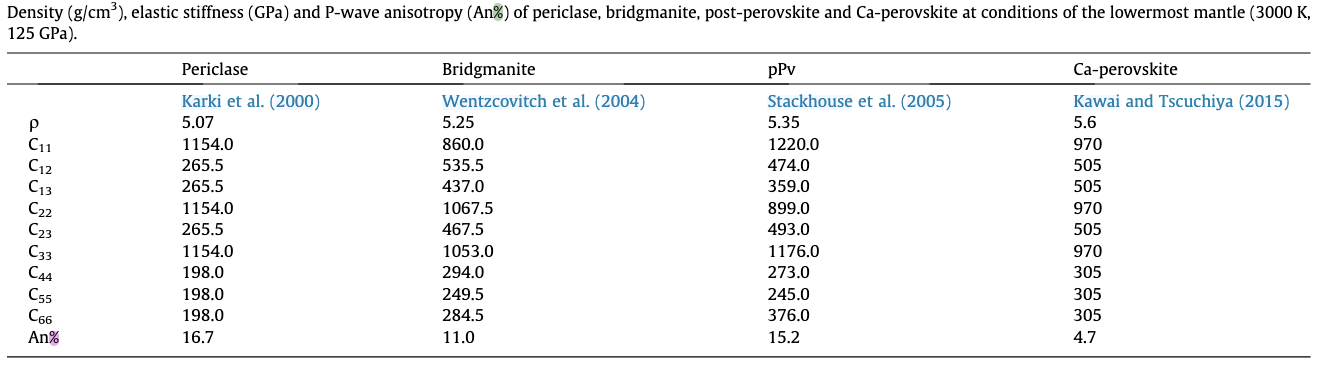 Density (g/cm³), elastic stiffness (GPa) and P-wave anisotropy (An%) of periclase, bridgmanite, post-perovskite and Ca-perovskite at conditions of the lowermost mantle (3000 K,
125 GPa).
Periclase Bridgmanite pPv Ca-perovskite
Karki et al. (2000) Wentzcovitch et al. (2004) Stackhouse et al. (2005) Kawai and Tscuchiya (2015)
ρ 5.07 5.25 5.35 5.6
C₁₁ 1154.0 860.0 1220.0 970
C₁₂ 265.5 535.5 474.0 505
C₁₃ 265.5 437.0 359.0 505
C₂₂ 1154.0 1067.5 899.0 970
C₂₃ 265.5 467.5 493.0 505
C₃₃ 1154.0 1053.0 1176.0 970
C₄₄ 198.0 294.0 273.0 305
C₅₅ 198.0 249.5 245.0 305
C₆₆ 198.0 284.5 376.0 305
An% 16.7 11.0 15.2 4.7